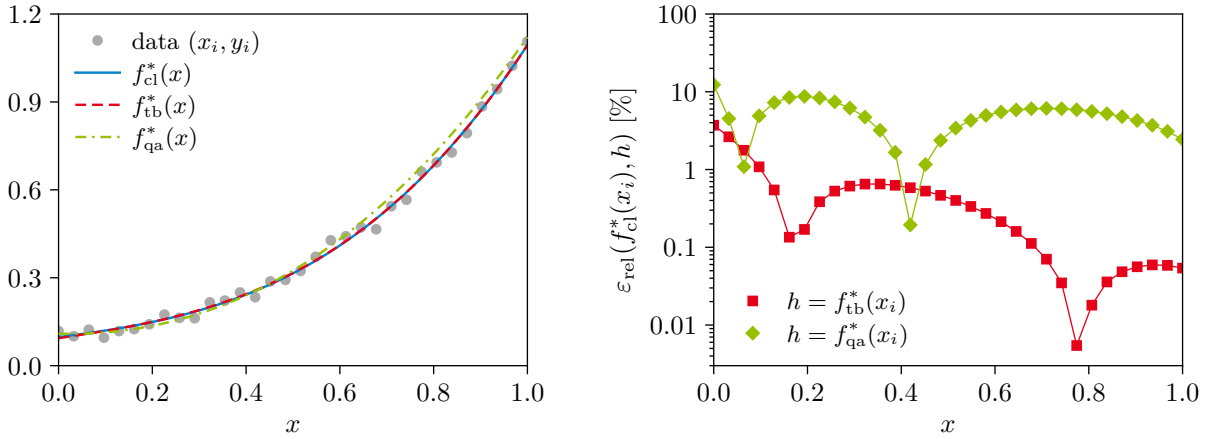 1.2
0.9
0.6
0.3
0.0
0.0 0.2 0.4 0.6 0.8 1.0
x
data (x_i, y_i)
f*_cl(x)
f*_tb(x)
f*_qa(x)
100
10
1
0.1
0.01
0.0 0.2 0.4 0.6 0.8 1.0
x
ε_rel(f*_cl(x_i), h) [%]
h = f*_tb(x_i)
h = f*_qa(x_i)